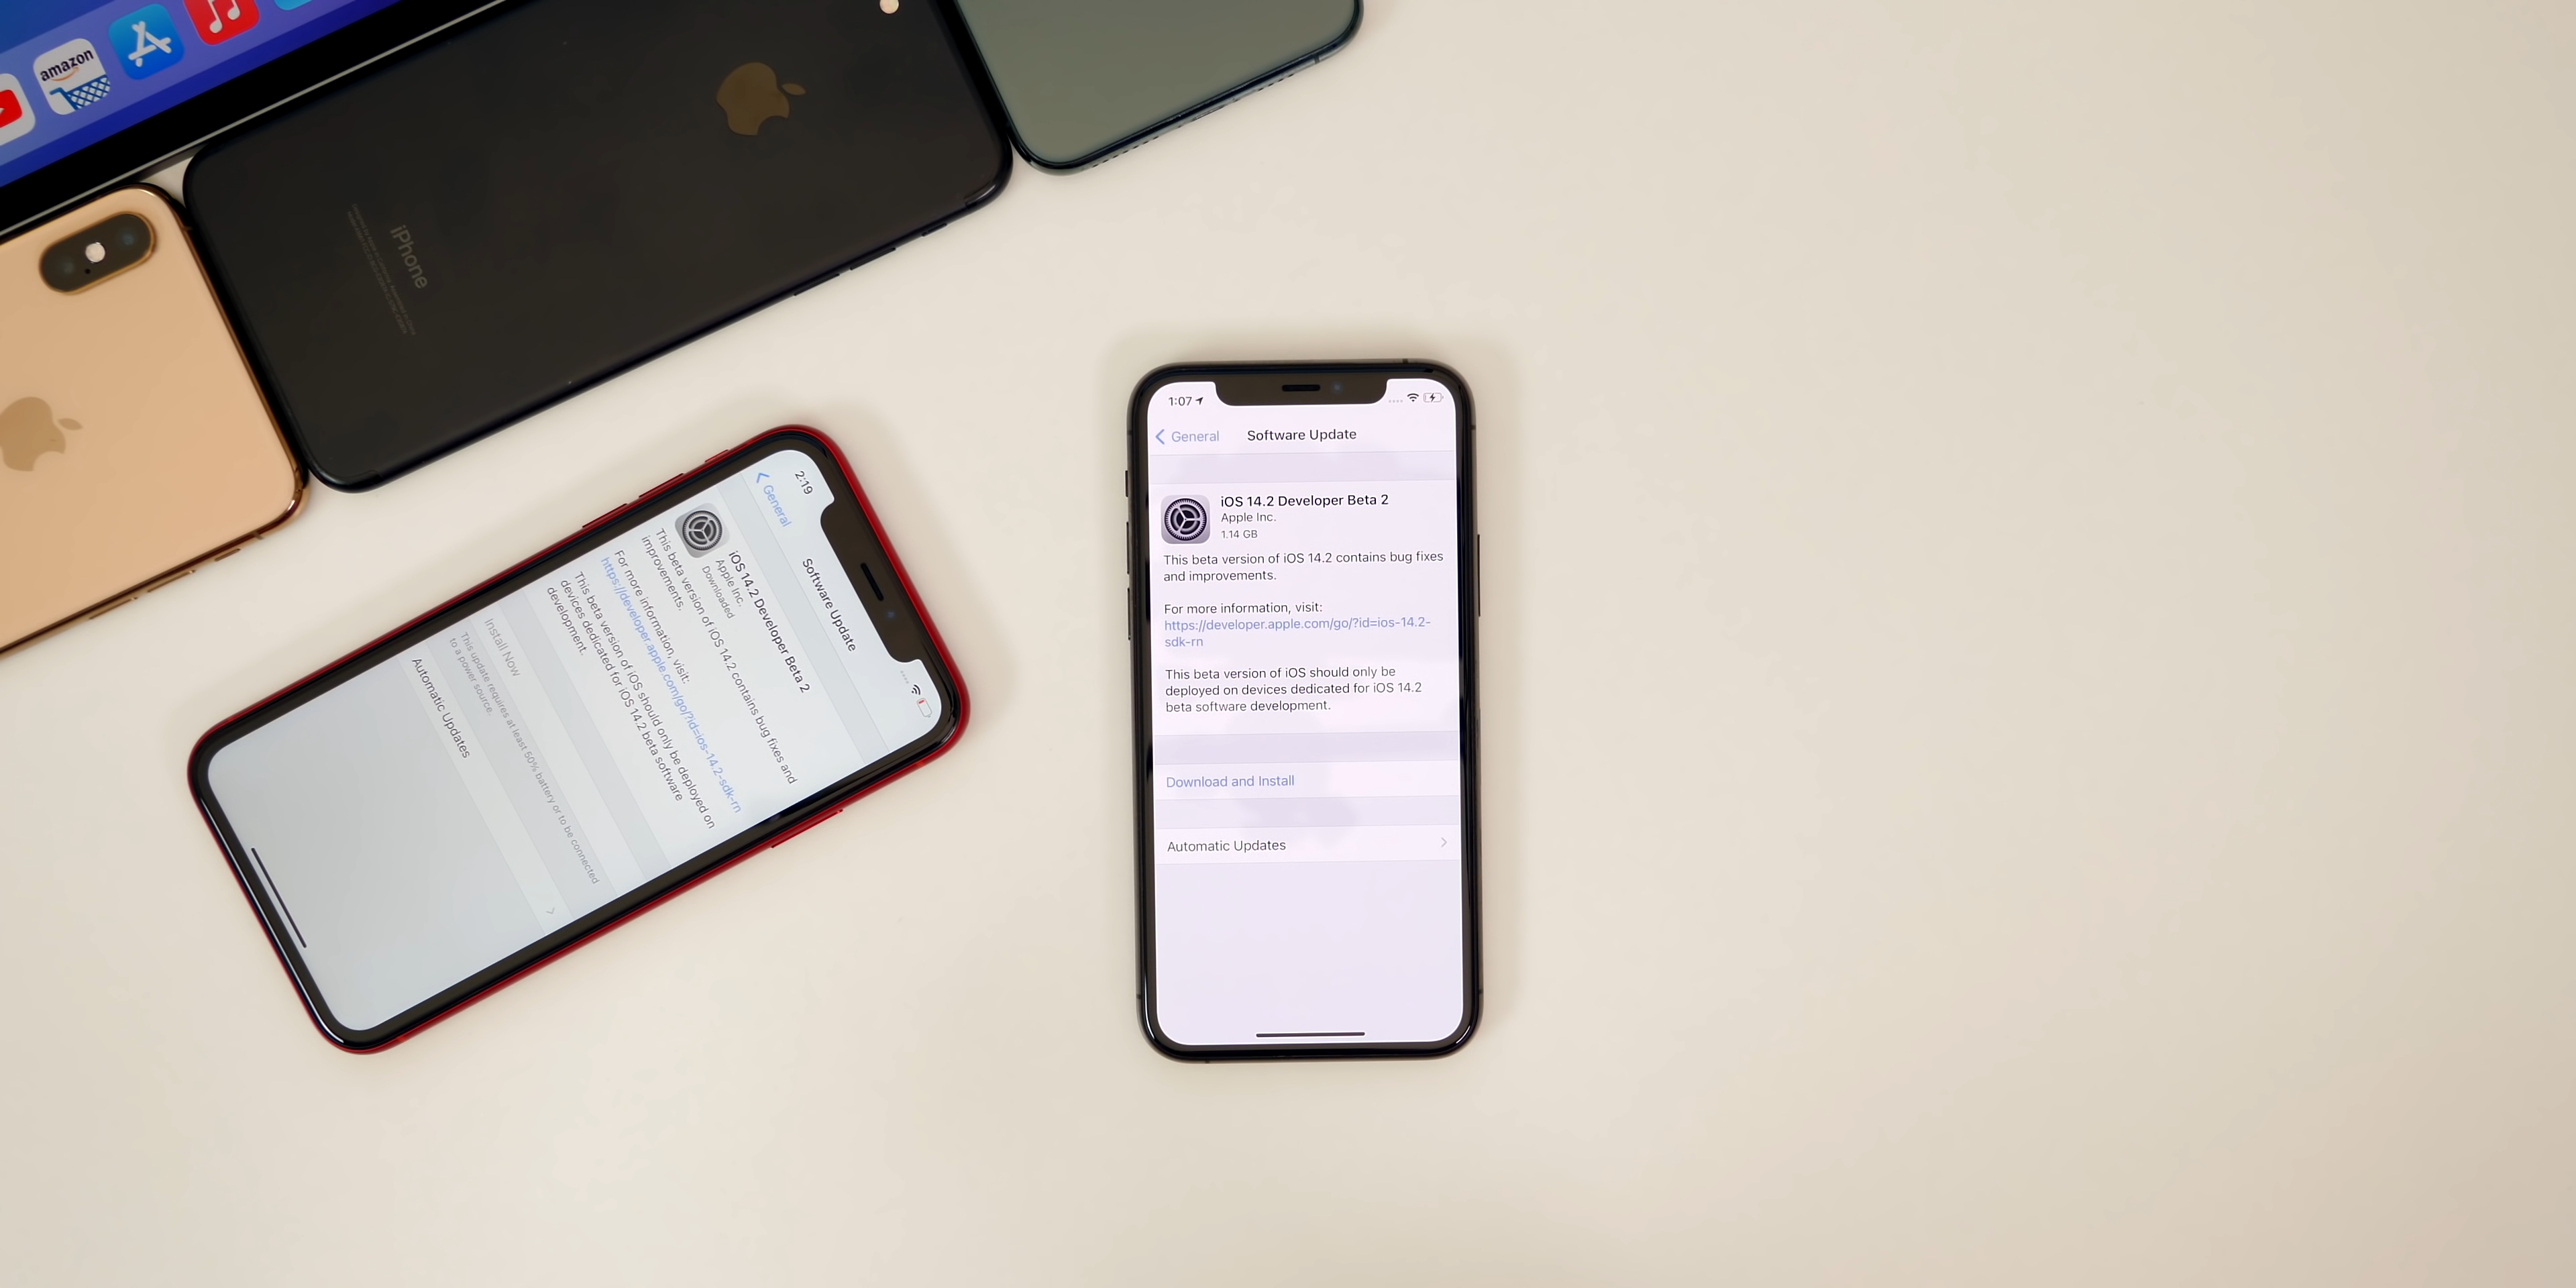 amazon
iPhone
2:19
General
Software Update
iOS 14.2 Developer Beta 2
Apple Inc.
Downloaded
This beta version of iOS 14.2 contains bug fixes and
improvements.
For more information, visit:
https://developer.apple.com/go/?id=ios-14.2-sdk-rn
This beta version of iOS should only be deployed on
devices dedicated for iOS 14.2 beta software
development.
Install Now
This update requires at least 50% battery or to be connected
to a power source.
Automatic Updates
1:07
General
Software Update
iOS 14.2 Developer Beta 2
Apple Inc.
1.14 GB
This beta version of iOS 14.2 contains bug fixes
and improvements.
For more information, visit:
https://developer.apple.com/go/?id=ios-14.2-
sdk-rn
This beta version of iOS should only be
deployed on devices dedicated for iOS 14.2
beta software development.
Download and Install
Automatic Updates